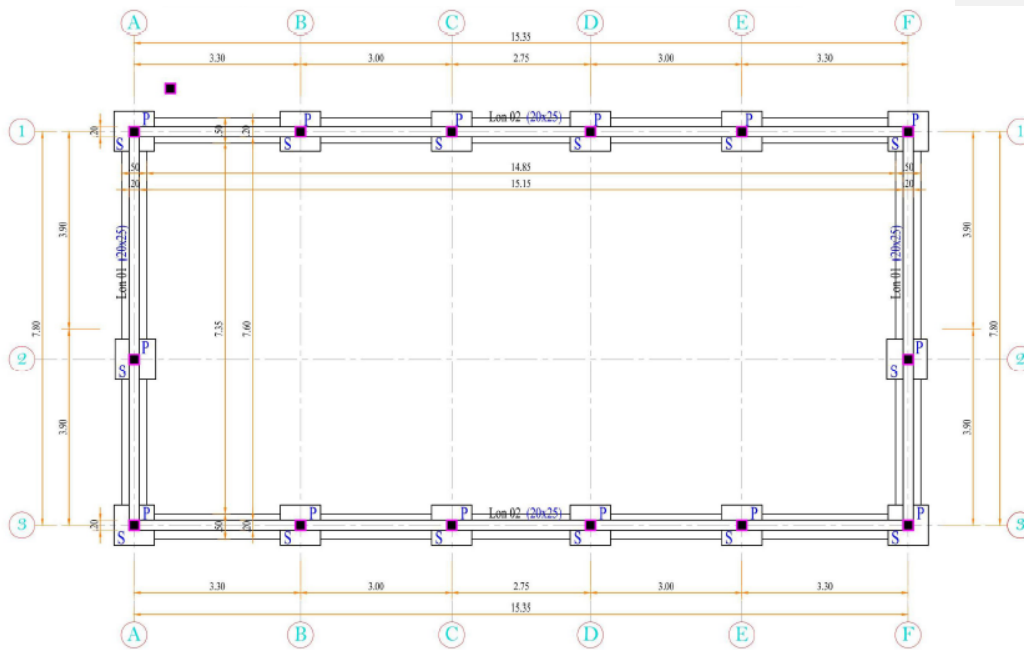 A B C D E F
15.35
3.30 3.00 2.75 3.00 3.30
P P P Lon 02 (20x25) P P P
1 .20 .50 .20 1
S S S S S S
.50 14.85 .50
.20 15.15 .20
3.90 3.90
Lon 01 (20x25) Lon 01 (20x25)
7.80 7.35 7.60 7.80
P P
2 2
S S
3.90 3.90
P P P Lon 02 (20x25) P P P
3 .20 .50 .20 3
S S S S S S
3.30 3.00 2.75 3.00 3.30
15.35
A B C D E F